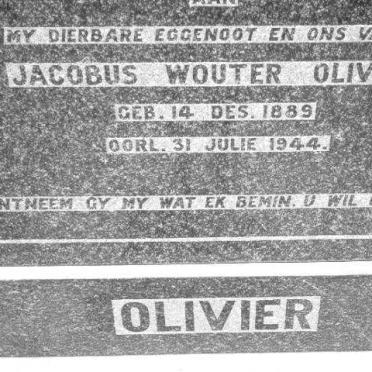 AAN
MY DIERBARE EGGENOOT EN ONS
JACOBUS WOUTER OLIV
GEB. 14 DES. 1889
OORL. 31 JULIE 1944.
NTNEEM GY MY WAT EK BEMIN. U WIL
OLIVIER